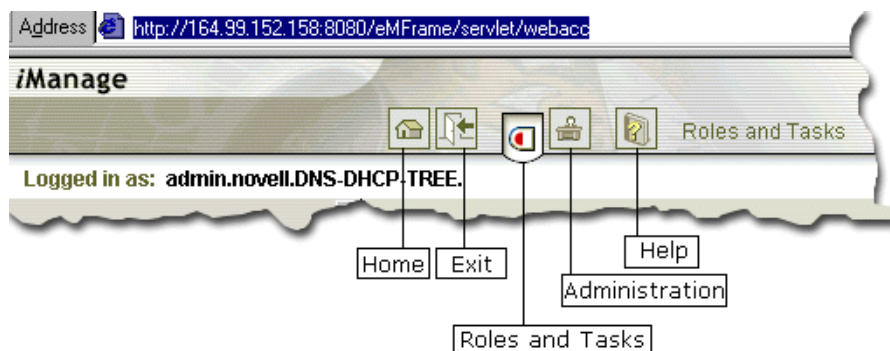 Address http://164.99.152.158:8080/eMFrame/servlet/webacc
iManage
Roles and Tasks
Logged in as: admin.novell.DNS-DHCP-TREE.
Home Exit Help
Administration
Roles and Tasks